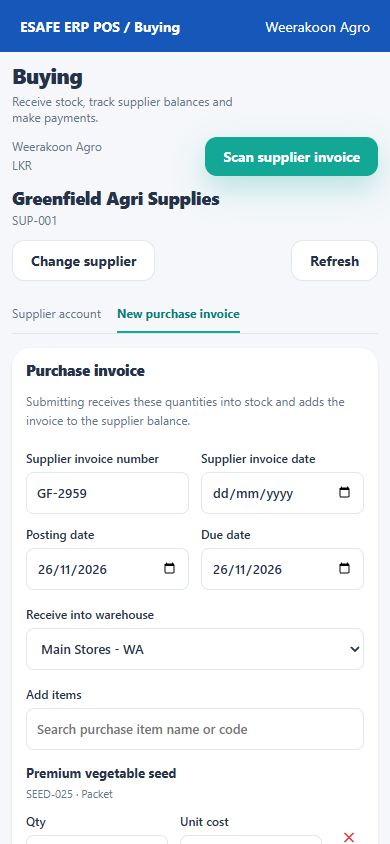 ESAFE ERP POS / Buying
Weerakoon Agro
Buying
Receive stock, track supplier balances and
make payments.
Weerakoon Agro
LKR
Scan supplier invoice
Greenfield Agri Supplies
SUP-001
Change supplier
Refresh
Supplier account
New purchase invoice
Purchase invoice
Submitting receives these quantities into stock and adds the
invoice to the supplier balance.
Supplier invoice number
Supplier invoice date
GF-2959
dd/mm/yyyy
Posting date
Due date
26/11/2026
26/11/2026
Receive into warehouse
Main Stores - WA
Add items
Search purchase item name or code
Premium vegetable seed
SEED-025 · Packet
Qty
Unit cost